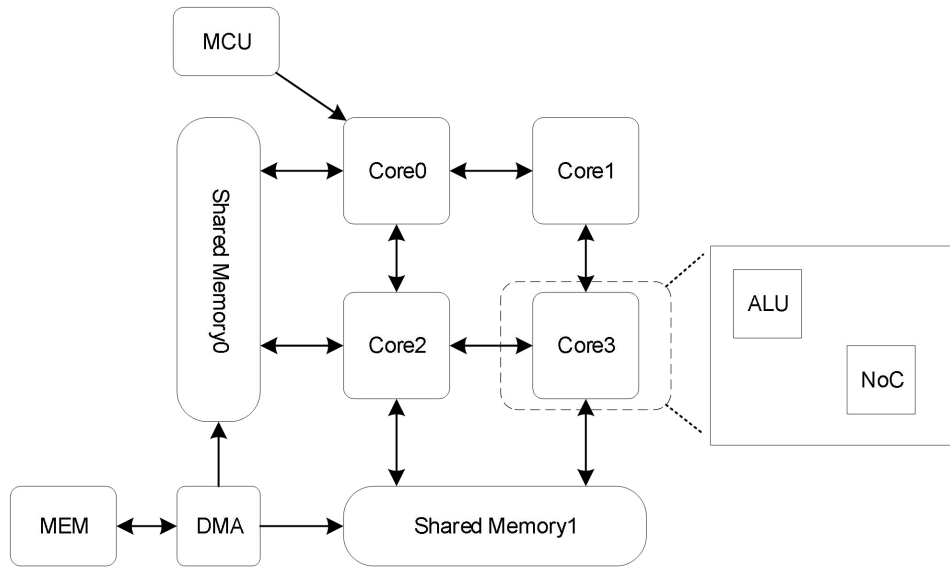 MCU
Core0
Core1
Shared Memory0
ALU
Core2
Core3
NoC
MEM
DMA
Shared Memory1